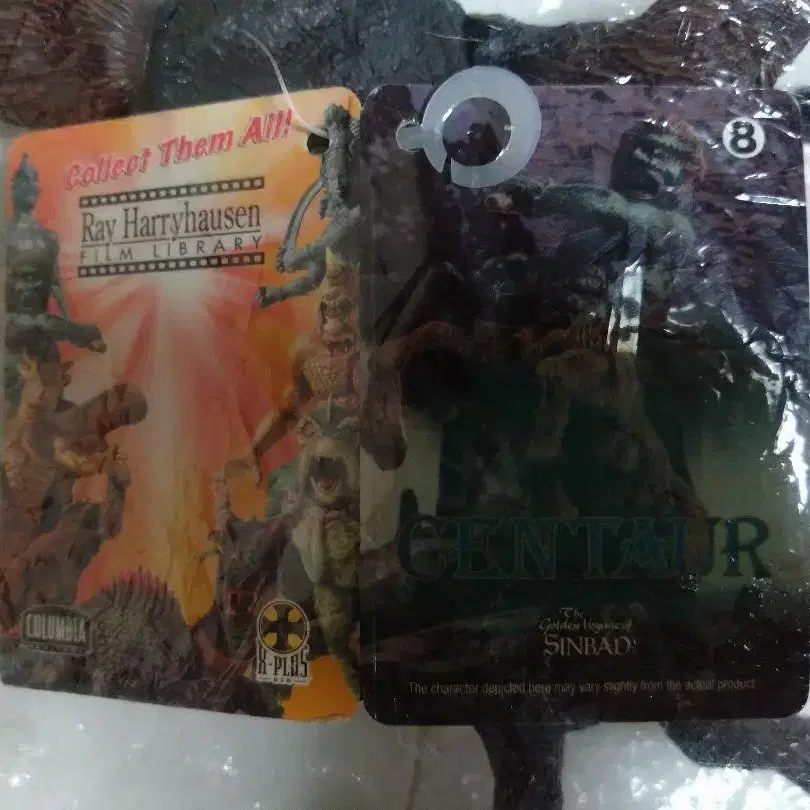 Collect Them All!
Ray Harryhausen
FILM LIBRARY
COLUMBIA
X-PLUS
8
CENTAUR
The
Golden Voyage of
SINBAD
The character depicted here may vary slightly from the actual product.